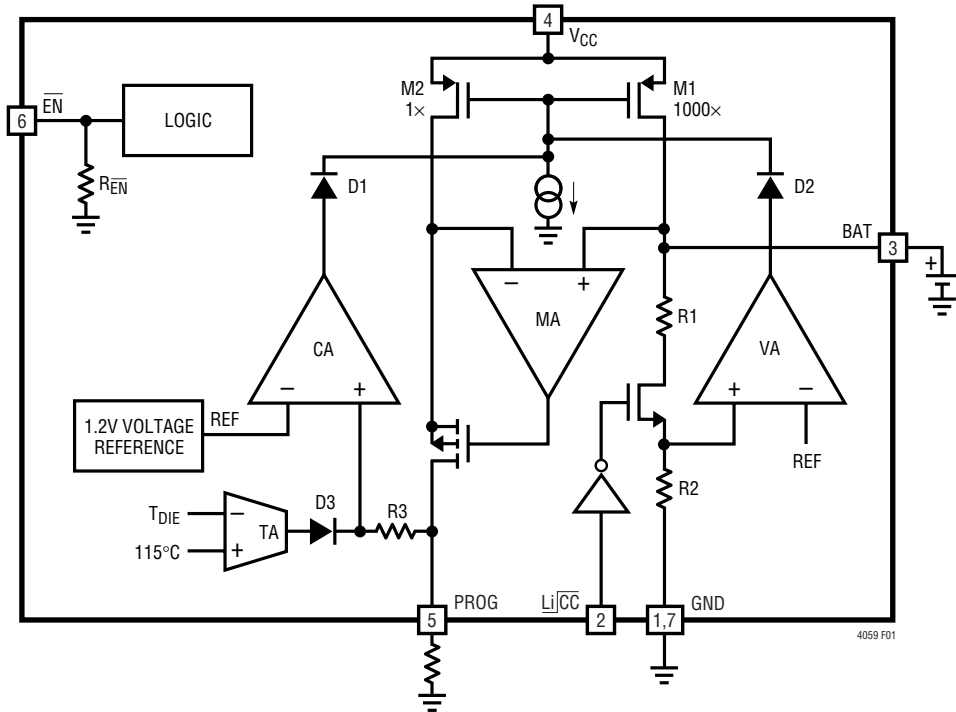 4
VCC
M2
1×
M1
1000×
6
EN
LOGIC
REN
D1
D2
BAT
3
+
−
+
MA
R1
CA
−
+
VA
+
−
1.2V VOLTAGE
REFERENCE
REF
REF
R2
TDIE
−
TA
D3
R3
115°C
+
PROG
Li CC
GND
5
2
1,7
4059 F01